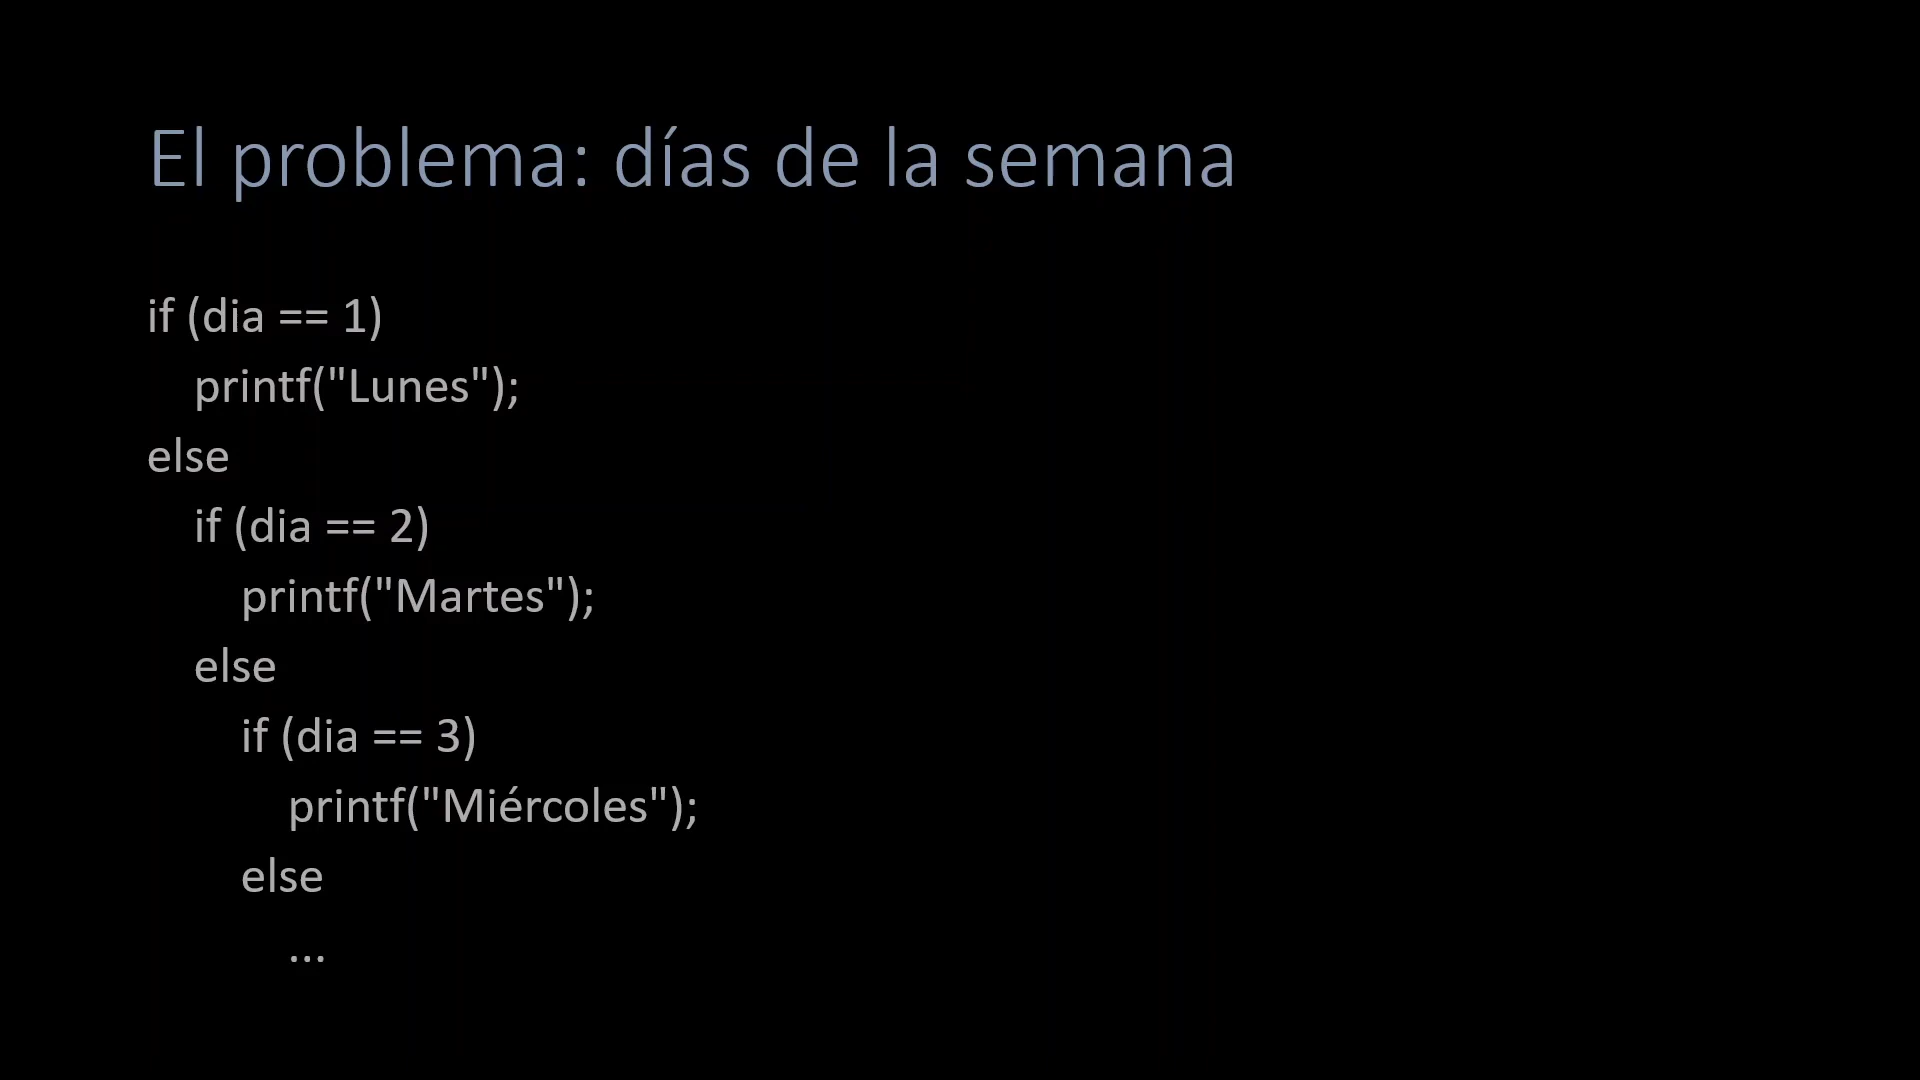 El problema: días de la semana
if (dia == 1)
printf("Lunes");
else
if (dia == 2)
printf("Martes");
else
if (dia == 3)
printf("Miércoles");
else
...